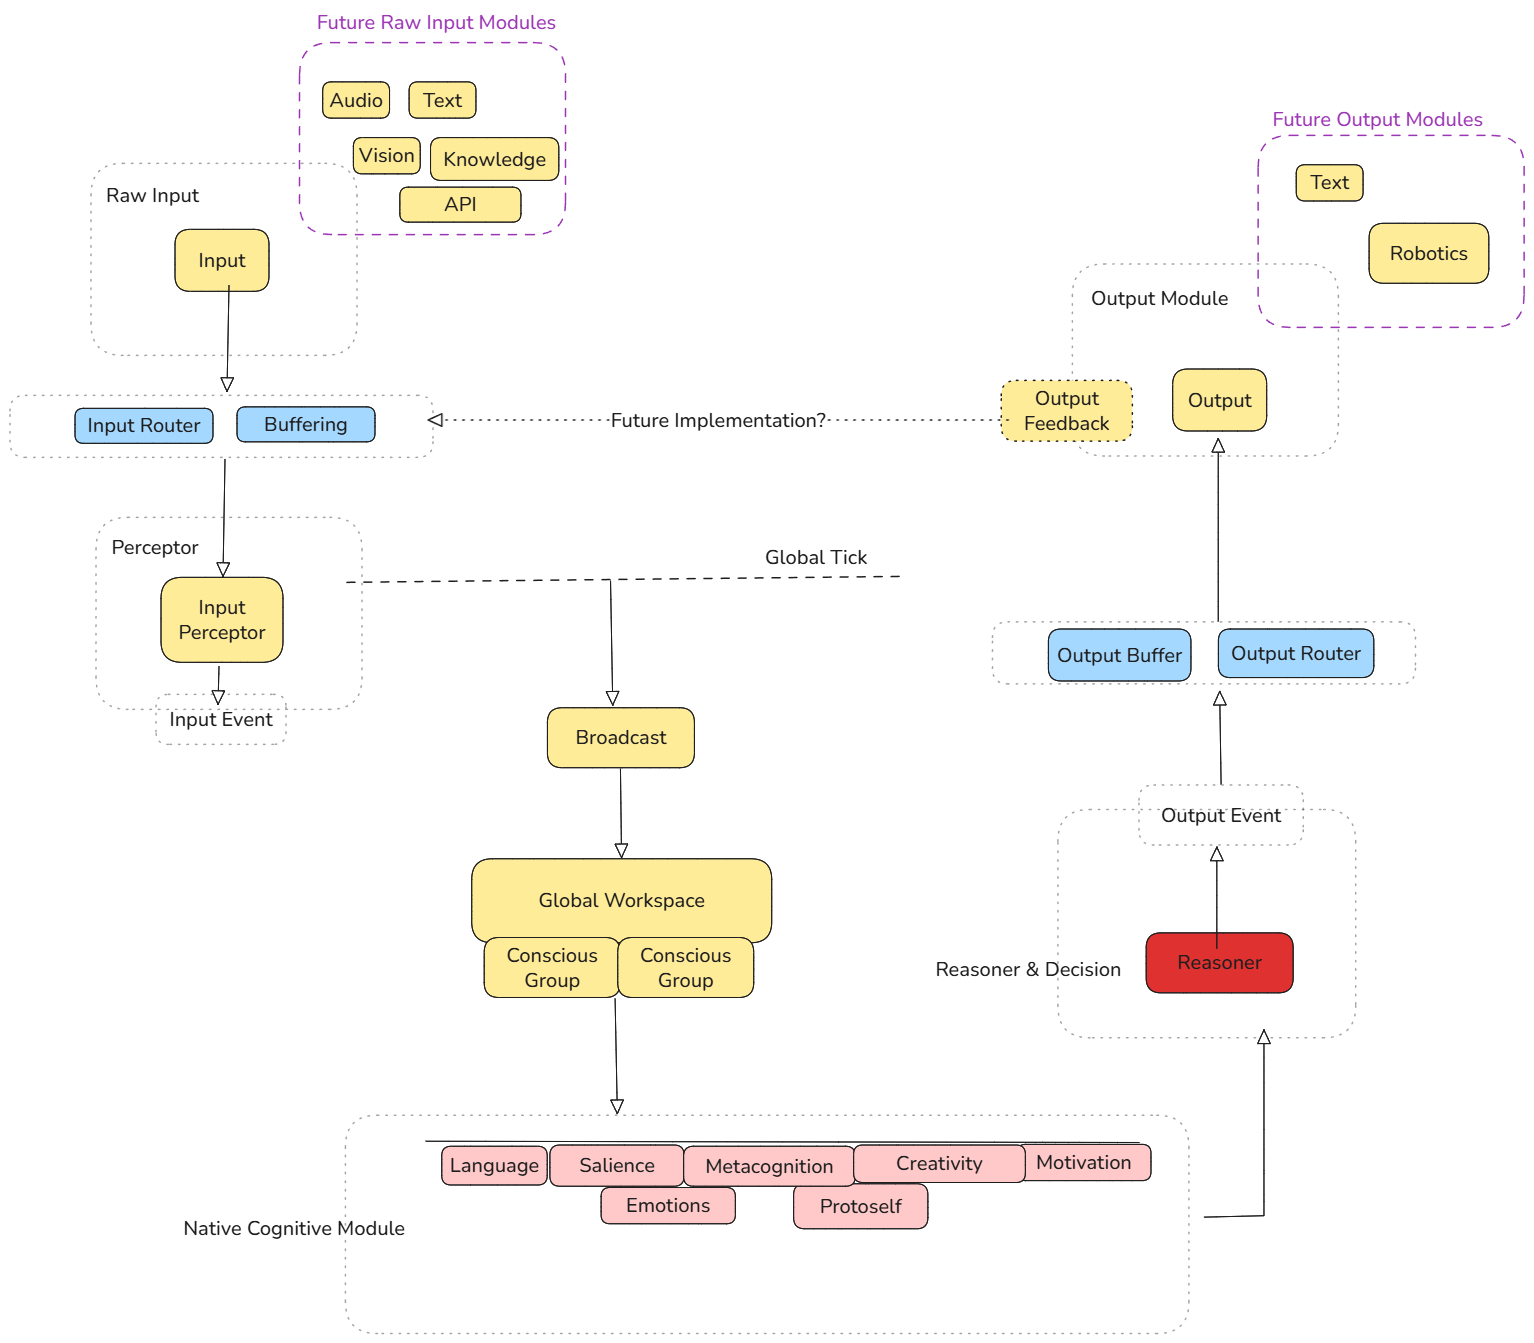 Future Raw Input Modules
Audio
Text
Vision
Knowledge
API
Raw Input
Input
Input Router
Buffering
Future Implementation?
Perceptor
Input
Perceptor
Input Event
Global Tick
Broadcast
Global Workspace
Conscious
Group
Conscious
Group
Native Cognitive Module
Language
Salience
Metacognition
Creativity
Motivation
Emotions
Protoself
Reasoner & Decision
Reasoner
Output Event
Output Buffer
Output Router
Output Module
Output
Feedback
Output
Future Output Modules
Text
Robotics